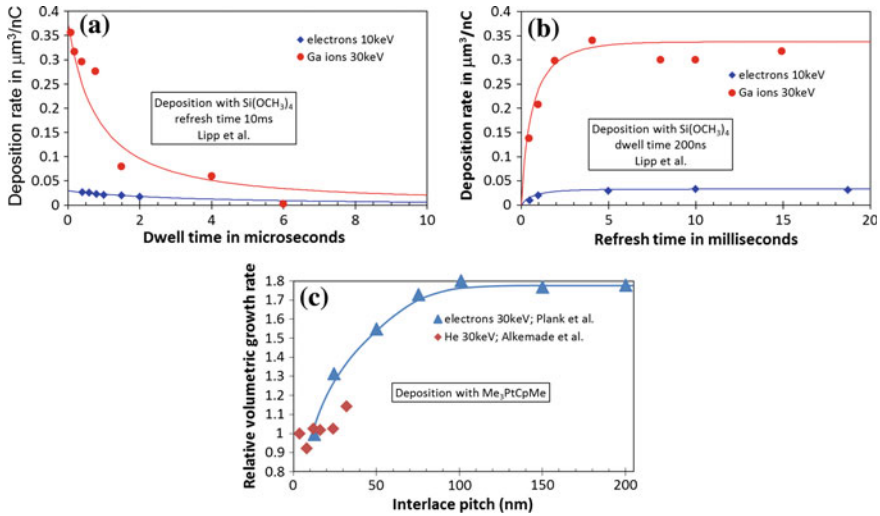 (a)
Deposition rate in μm³/nC
0.4
0.35
0.3
0.25
0.2
0.15
0.1
0.05
0
0 2 4 6 8 10
Dwell time in microseconds
electrons 10keV
Ga ions 30keV
Deposition with Si(OCH₃)₄
refresh time 10ms
Lipp et al.
(b)
Deposition rate in μm³/nC
0.4
0.35
0.3
0.25
0.2
0.15
0.1
0.05
0
0 5 10 15 20
Refresh time in milliseconds
electrons 10keV
Ga ions 30keV
Deposition with Si(OCH₃)₄
dwell time 200ns
Lipp et al.
(c)
Relative volumetric growth rate
1.8
1.7
1.6
1.5
1.4
1.3
1.2
1.1
1
0.9
0.8
0 50 100 150 200
Interlace pitch (nm)
electrons 30keV; Plank et al.
He 30keV; Alkemade et al.
Deposition with Me₃PtCpMe